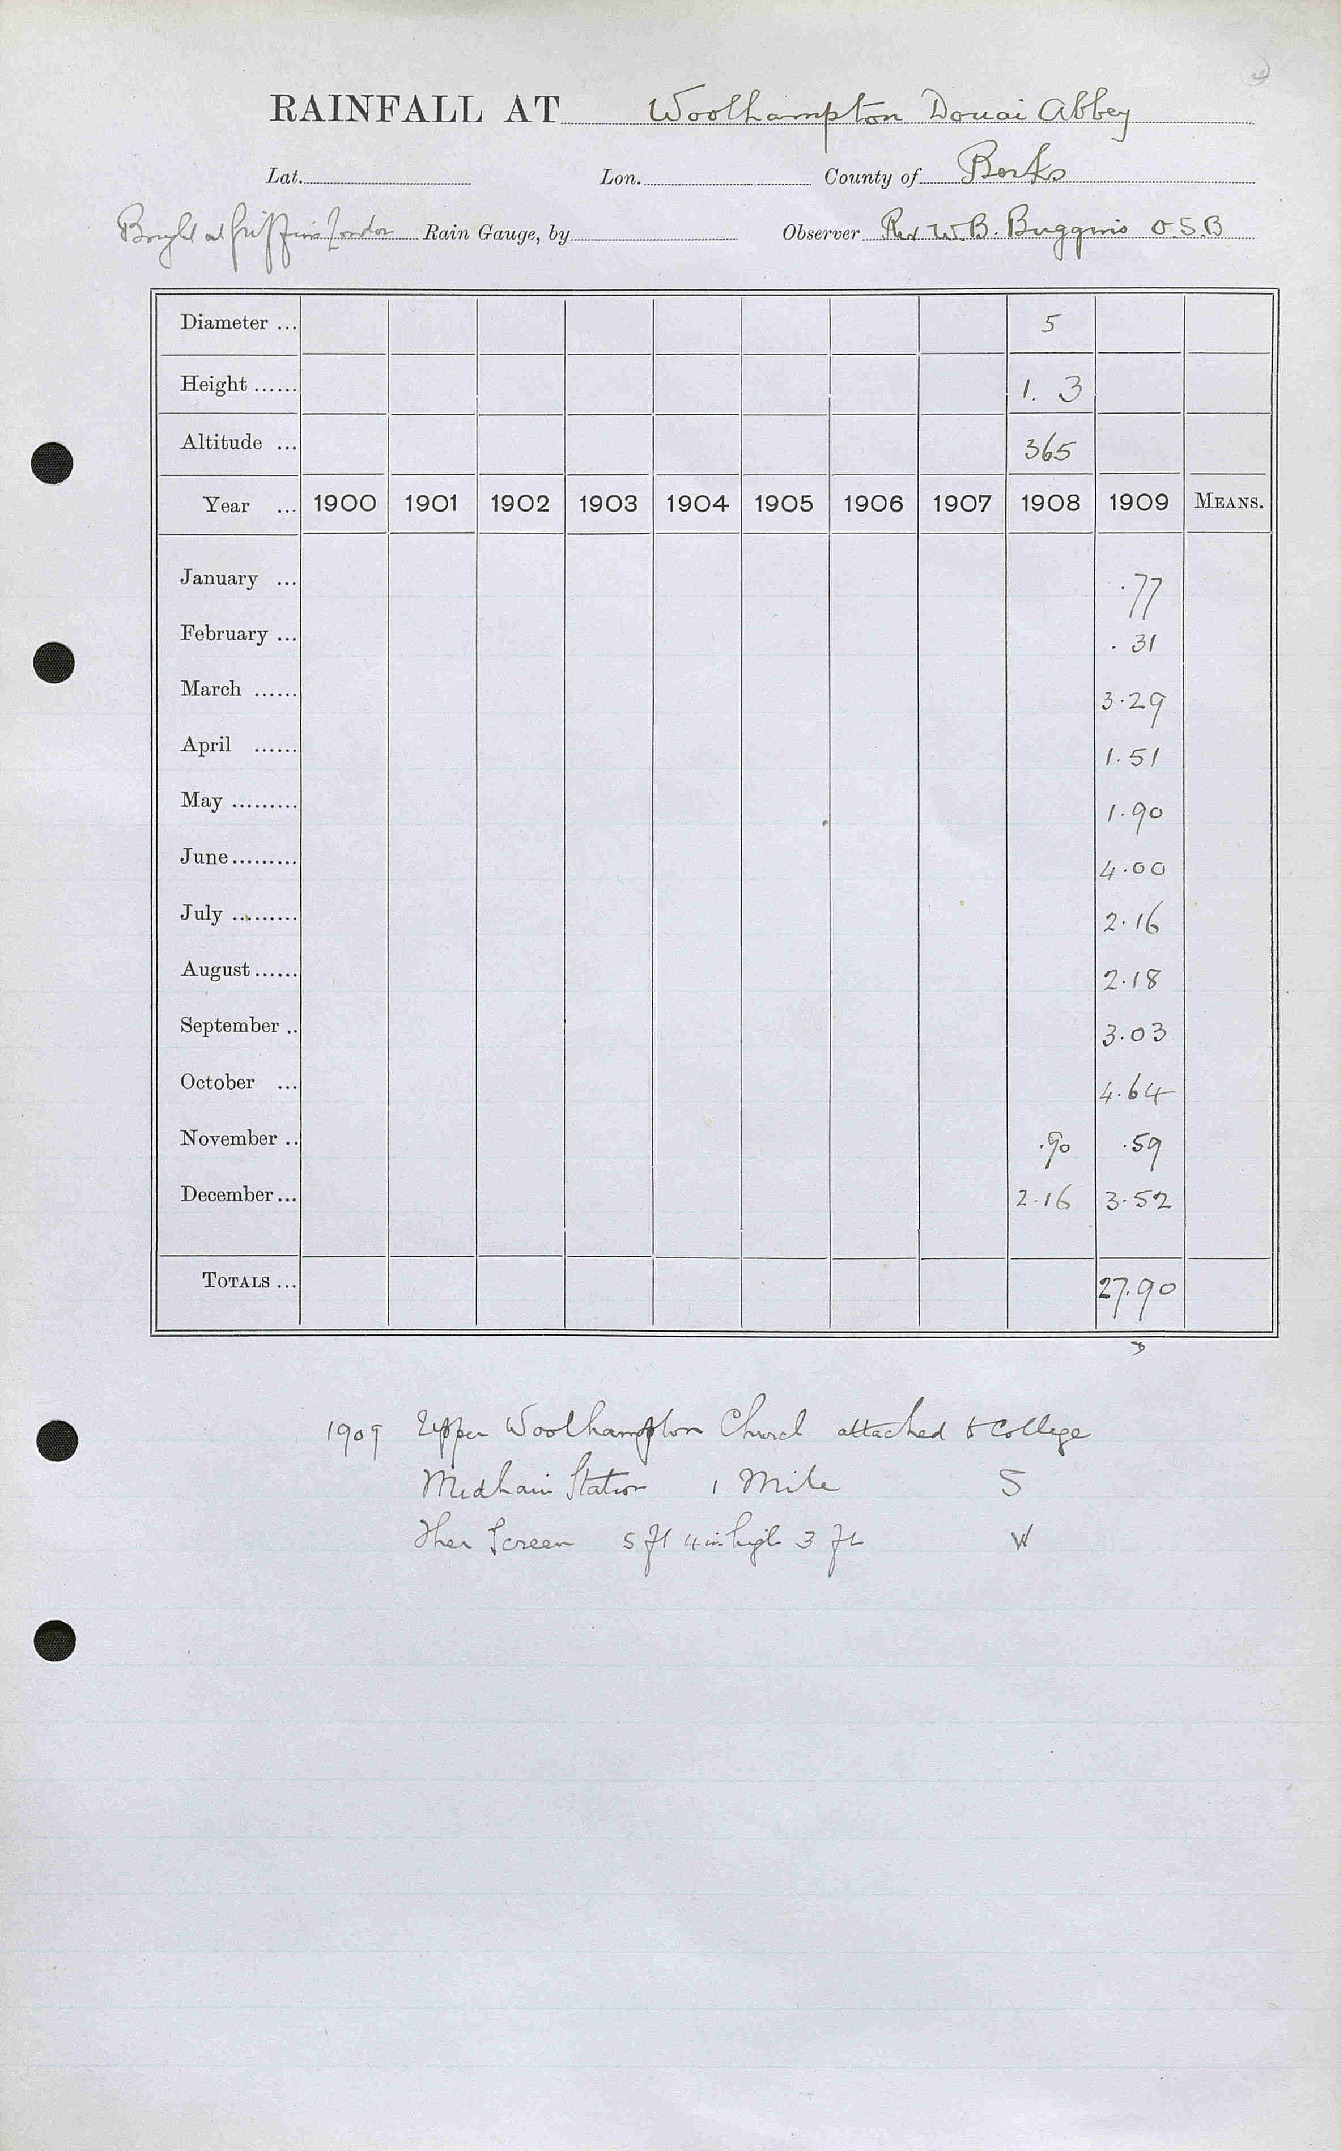 RAINFALL AT Woolhampton Douai Abbey
Lat. Lon. County of Berks
Bought at Griffins London Rain Gauge, by Observer Rev W.B. Buggins O.S.B
Diameter ... 5
Height ...... 1. 3
Altitude ... 365
Year ... 1900 1901 1902 1903 1904 1905 1906 1907 1908 1909 MEANS.
January ... .77
February ... .31
March ...... 3.29
April ...... 1.51
May ......... 1.90
June......... 4.00
July ......... 2.16
August...... 2.18
September .. 3.03
October ... 4.64
November .. .90 .59
December... 2.16 3.52
TOTALS ... 27.90
1909 Upper Woolhampton Church attached to College
Station 1 Mile S
Ther Screen 5 ft 4 in high 3 ft W